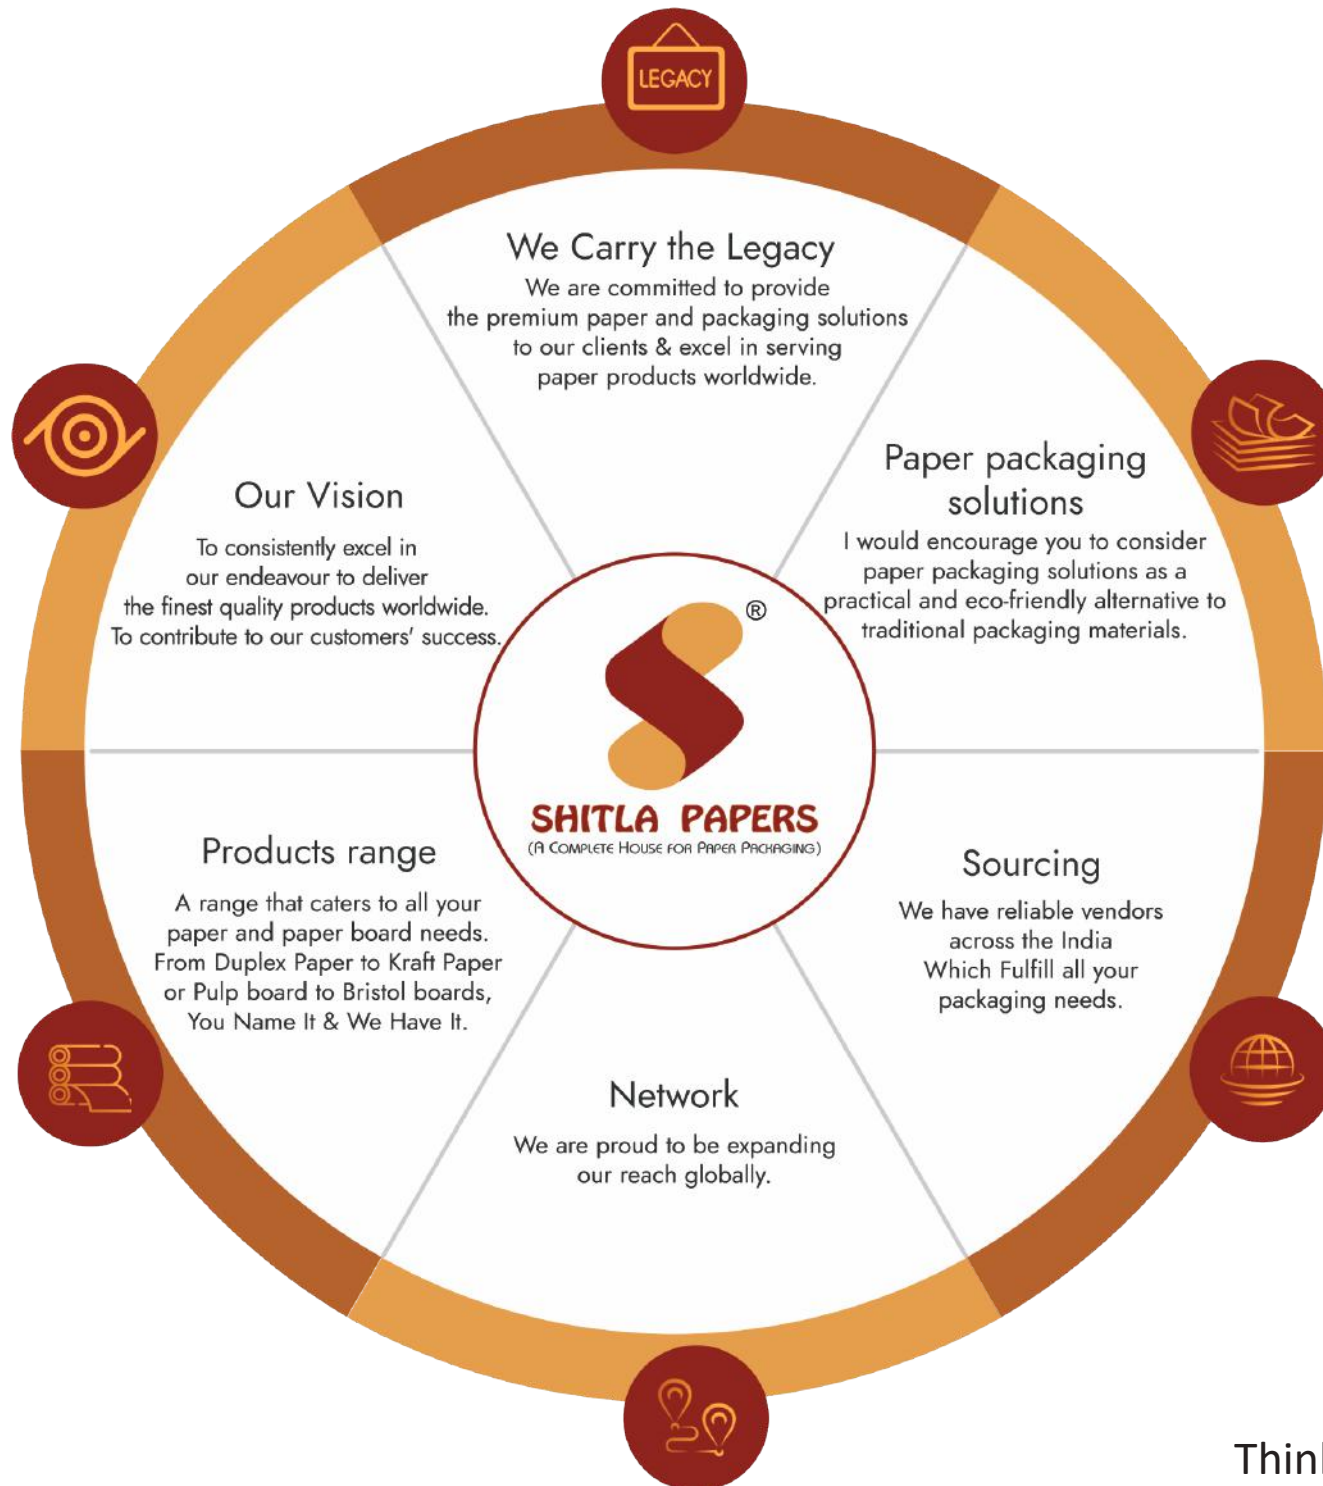 LEGACY
We Carry the Legacy
We are committed to provide
the premium paper and packaging solutions
to our clients & excel in serving
paper products worldwide.
Paper packaging
solutions
I would encourage you to consider
paper packaging solutions as a
practical and eco-friendly alternative to
traditional packaging materials.
Our Vision
To consistently excel in
our endeavour to deliver
the finest quality products worldwide.
To contribute to our customers' success.
®
SHITLA PAPERS
(A COMPLETE HOUSE FOR PAPER PACKAGING)
Products range
A range that caters to all your
paper and paper board needs.
From Duplex Paper to Kraft Paper
or Pulp board to Bristol boards,
You Name It & We Have It.
Sourcing
We have reliable vendors
across the India
Which Fulfill all your
packaging needs.
Network
We are proud to be expanding
our reach globally.